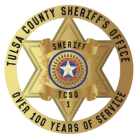 TULSA COUNTY SHERIFF'S OFFICE
SHERIFF
TCSO
1
OVER 100 YEARS OF SERVICE